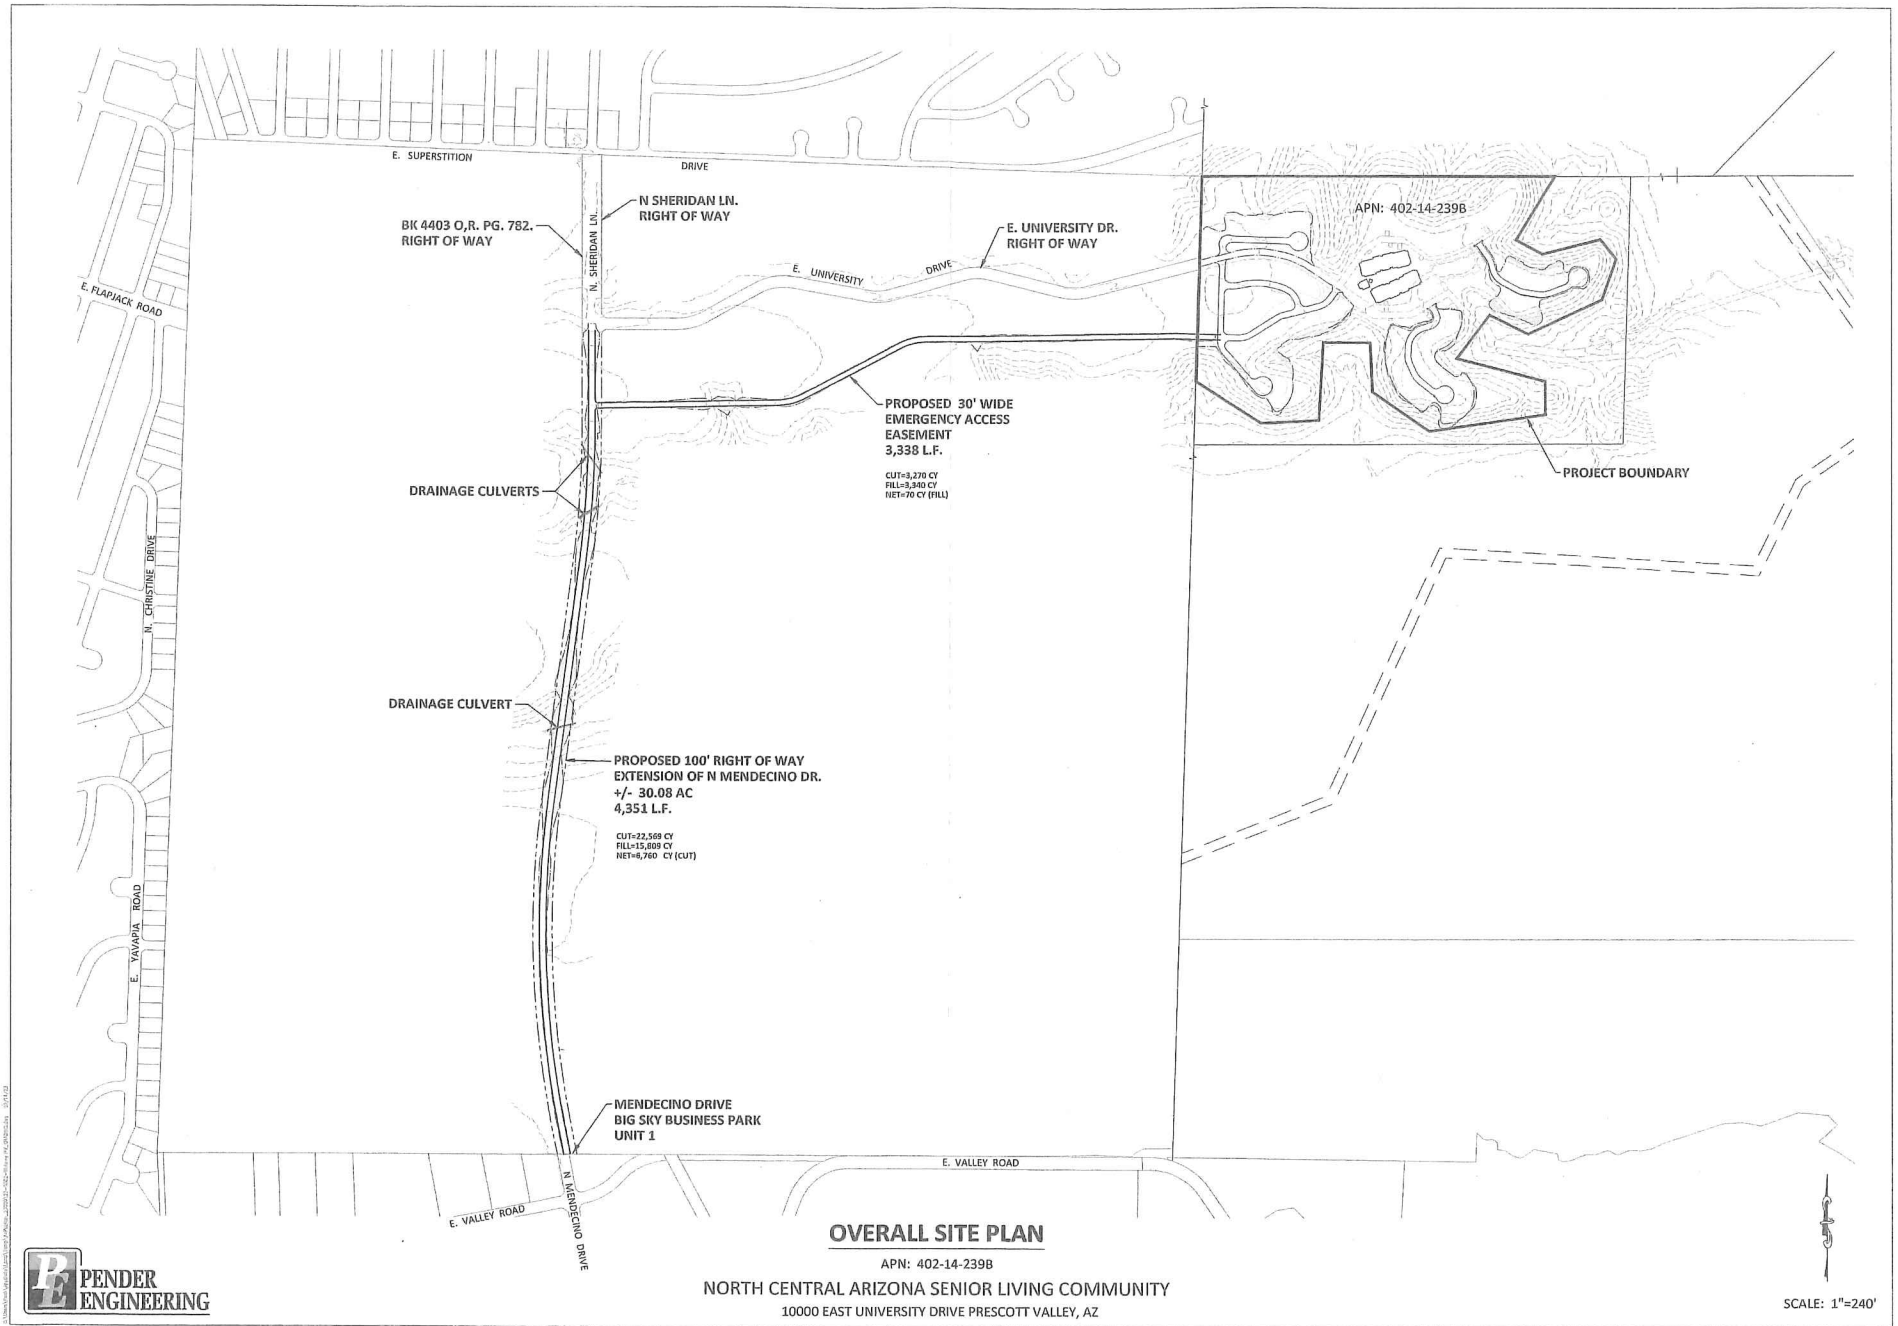 E. SUPERSTITION
DRIVE
N SHERIDAN LN.
RIGHT OF WAY
BK 4403 O,R. PG. 782.
RIGHT OF WAY
N. SHERIDAN LN.
E. UNIVERSITY DR.
RIGHT OF WAY
E. UNIVERSITY
DRIVE
APN: 402-14-239B
E. FLAPJACK ROAD
PROPOSED 30' WIDE
EMERGENCY ACCESS
EASEMENT
3,338 L.F.
CUT=3,270 CY
FILL=3,340 CY
NET=70 CY (FILL)
PROJECT BOUNDARY
DRAINAGE CULVERTS
N. CHRISTINE DRIVE
DRAINAGE CULVERT
PROPOSED 100' RIGHT OF WAY
EXTENSION OF N MENDECINO DR.
+/- 30.08 AC
4,351 L.F.
CUT=22,569 CY
FILL=15,809 CY
NET=6,760 CY (CUT)
E. YAVAPIA ROAD
MENDECINO DRIVE
BIG SKY BUSINESS PARK
UNIT 1
E. VALLEY ROAD
E. VALLEY ROAD
N MENDECINO DRIVE
OVERALL SITE PLAN
APN: 402-14-239B
NORTH CENTRAL ARIZONA SENIOR LIVING COMMUNITY
10000 EAST UNIVERSITY DRIVE PRESCOTT VALLEY, AZ
PE PENDER
ENGINEERING
SCALE: 1"=240'